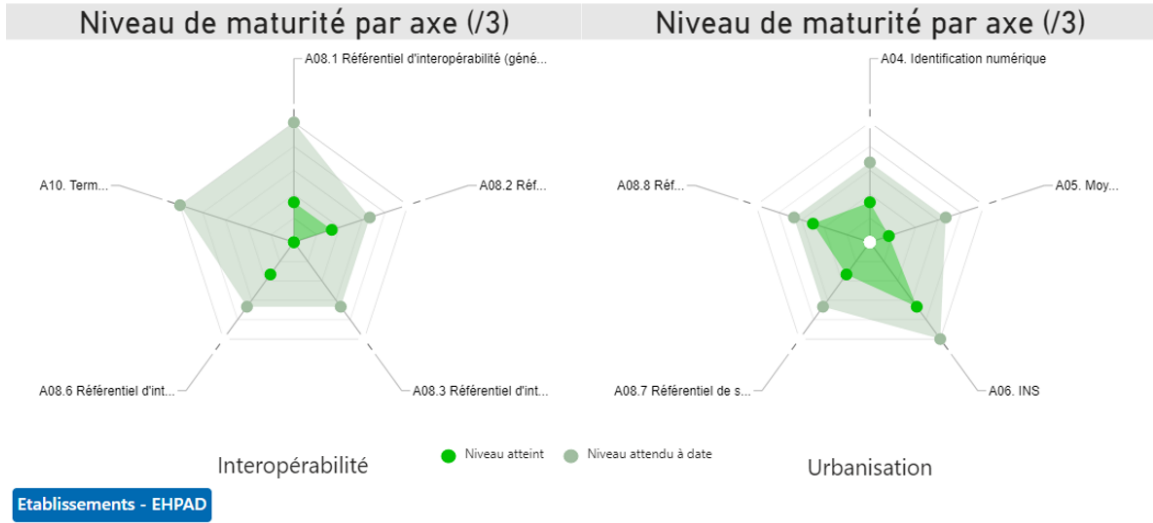 Niveau de maturité par axe (/3)
Niveau de maturité par axe (/3)
A08.1 Référentiel d'interopérabilité (géné...
A10. Term...
A08.2 Réf...
A08.6 Référentiel d'int...
A08.3 Référentiel d'int...
A04. Identification numérique
A08.8 Réf...
A05. Moy...
A08.7 Référentiel de s...
A06. INS
Interopérabilité
Niveau atteint
Niveau attendu à date
Urbanisation
Etablissements - EHPAD